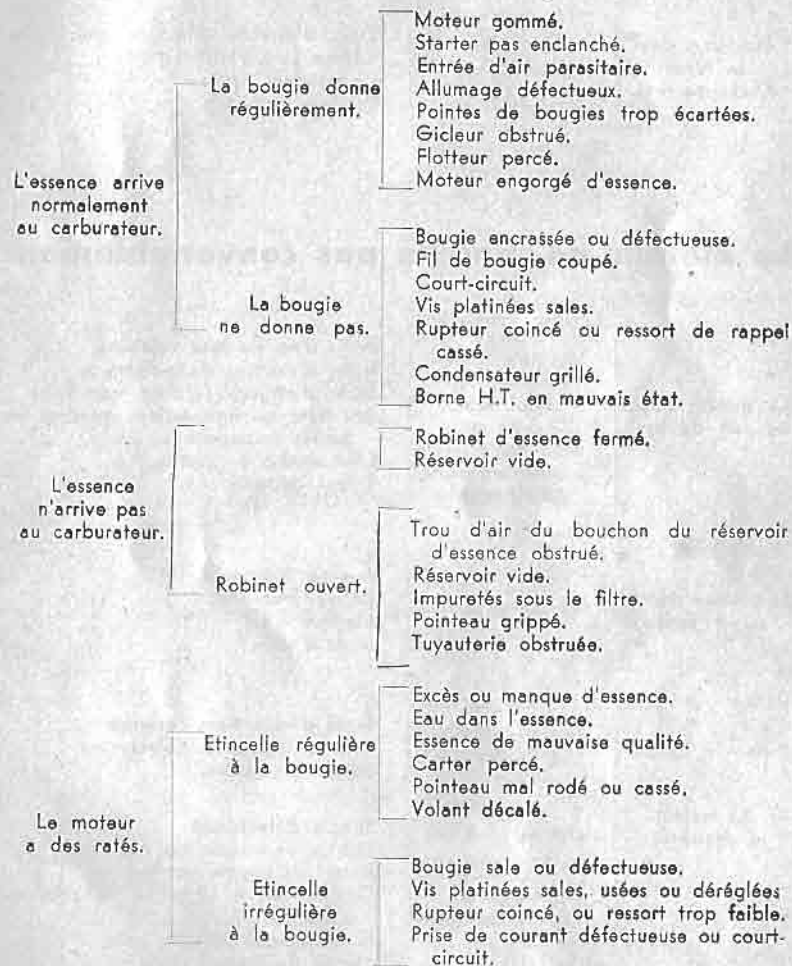 L'essence arrive
normalement
au carburateur.
La bougie donne
régulièrement.
Moteur gommé.
Starter pas enclanché.
Entrée d'air parasitaire.
Allumage défectueux.
Pointes de bougies trop écartées.
Gicleur obstrué.
Flotteur percé.
Moteur engorgé d'essence.
La bougie
ne donne pas.
Bougie encrassée ou défectueuse.
Fil de bougie coupé.
Court-circuit.
Vis platinées sales.
Rupteur coincé ou ressort de rappel
cassé.
Condensateur grillé.
Borne H.T. en mauvais état.
L'essence
n'arrive pas
au carburateur.
Robinet d'essence fermé.
Réservoir vide.
Robinet ouvert.
Trou d'air du bouchon du réservoir
d'essence obstrué.
Réservoir vide.
Impuretés sous le filtre.
Pointeau grippé.
Tuyauterie obstruée.
Le moteur
a des ratés.
Etincelle régulière
à la bougie.
Excès ou manque d'essence.
Eau dans l'essence.
Essence de mauvaise qualité.
Carter percé.
Pointeau mal rodé ou cassé.
Volant décalé.
Etincelle
irrégulière
à la bougie.
Bougie sale ou défectueuse.
Vis platinées sales, usées ou déréglées
Rupteur coincé, ou ressort trop faible.
Prise de courant défectueuse ou court-
circuit.